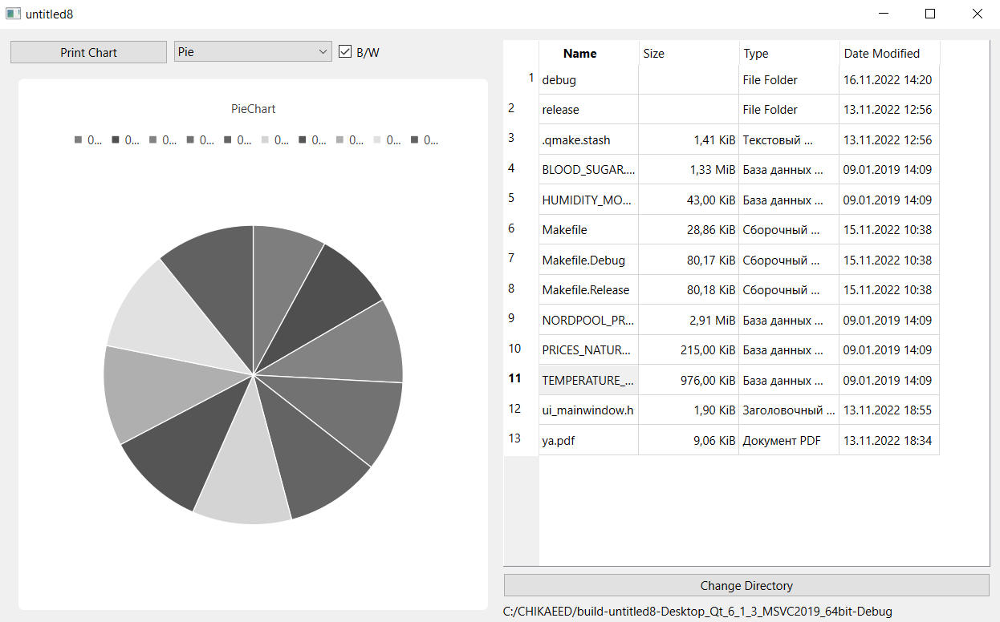 untitled8
Print Chart Pie B/W
PieChart
0... 0... 0... 0... 0... 0... 0... 0... 0... 0...
Name Size Type Date Modified
1 debug File Folder 16.11.2022 14:20
2 release File Folder 13.11.2022 12:56
3 .qmake.stash 1,41 KiB Текстовый ... 13.11.2022 12:56
4 BLOOD_SUGAR.... 1,33 MiB База данных ... 09.01.2019 14:09
5 HUMIDITY_MO... 43,00 KiB База данных ... 09.01.2019 14:09
6 Makefile 28,86 KiB Сборочный ... 15.11.2022 10:38
7 Makefile.Debug 80,17 KiB Сборочный ... 15.11.2022 10:38
8 Makefile.Release 80,18 KiB Сборочный ... 15.11.2022 10:38
9 NORDPOOL_PR... 2,91 MiB База данных ... 09.01.2019 14:09
10 PRICES_NATUR... 215,00 KiB База данных ... 09.01.2019 14:09
11 TEMPERATURE_... 976,00 KiB База данных ... 09.01.2019 14:09
12 ui_mainwindow.h 1,90 KiB Заголовочный ... 13.11.2022 18:55
13 ya.pdf 9,06 KiB Документ PDF 13.11.2022 18:34
Change Directory
C:/CHIKAEED/build-untitled8-Desktop_Qt_6_1_3_MSVC2019_64bit-Debug